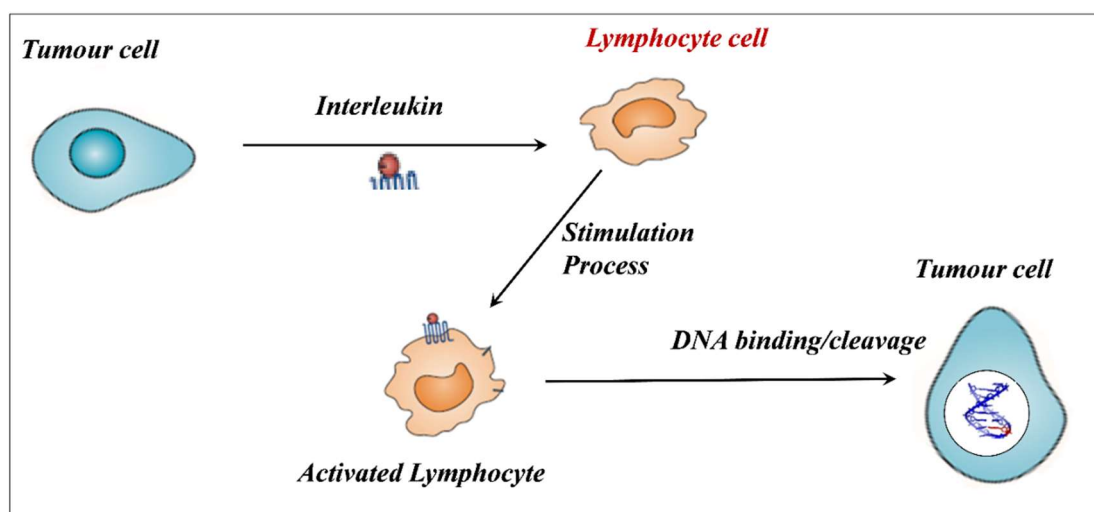 Tumour cell
Lymphocyte cell
Interleukin
Stimulation
Process
Tumour cell
DNA binding/cleavage
Activated Lymphocyte